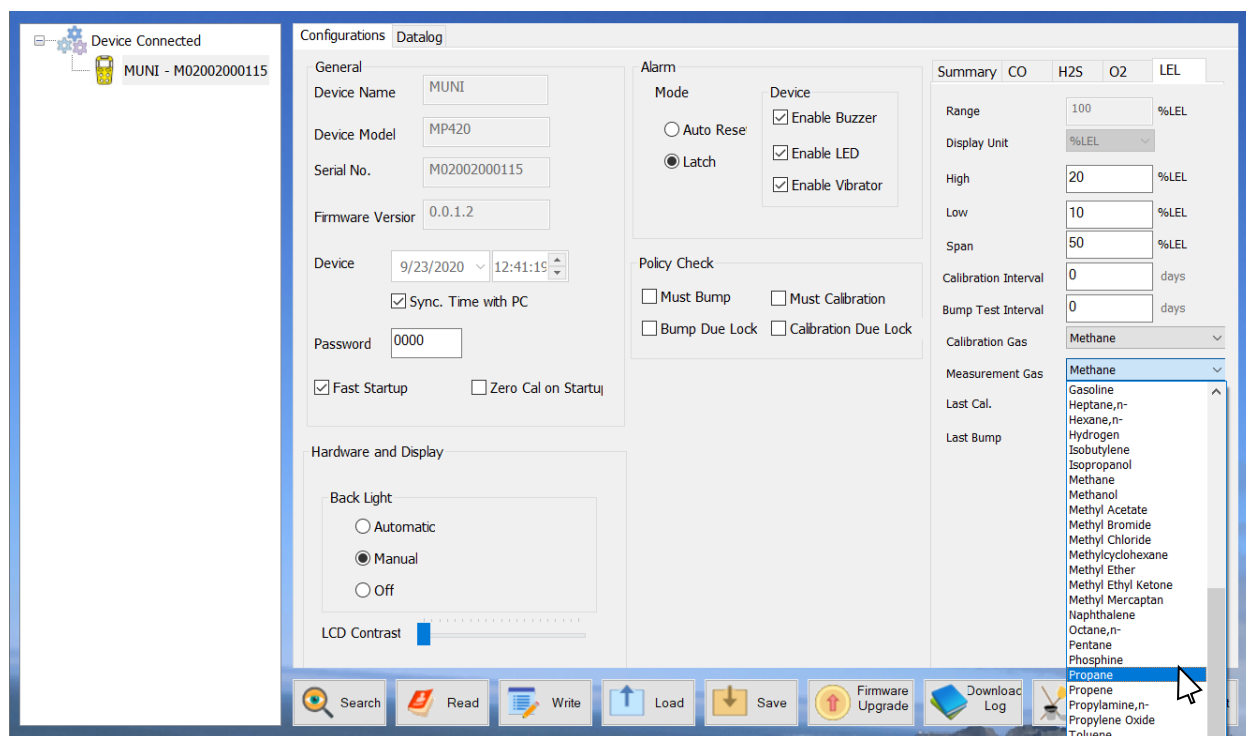 Device Connected
MUNI - M02002000115
Configurations Datalog
General
Device Name MUNI
Device Model MP420
Serial No. M02002000115
Firmware Versior 0.0.1.2
Device 9/23/2020 12:41:19
Sync. Time with PC
Password 0000
Fast Startup Zero Cal on Startu
Hardware and Display
Back Light
Automatic
Manual
Off
LCD Contrast
Alarm
Mode
Auto Rese
Latch
Device
Enable Buzzer
Enable LED
Enable Vibrator
Policy Check
Must Bump Must Calibration
Bump Due Lock Calibration Due Lock
Summary CO H2S O2 LEL
Range 100 %LEL
Display Unit %LEL
High 20 %LEL
Low 10 %LEL
Span 50 %LEL
Calibration Interval 0 days
Bump Test Interval 0 days
Calibration Gas Methane
Measurement Gas Methane
Last Cal.
Last Bump
Gasoline
Heptane,n-
Hexane,n-
Hydrogen
Isobutylene
Isopropanol
Methane
Methanol
Methyl Acetate
Methyl Bromide
Methyl Chloride
Methylcyclohexane
Methyl Ether
Methyl Ethyl Ketone
Methyl Mercaptan
Naphthalene
Octane,n-
Pentane
Phosphine
Propane
Propene
Propylamine,n-
Propylene Oxide
Toluene
Search Read Write Load Save
Firmware
Upgrade
Downloac
Log